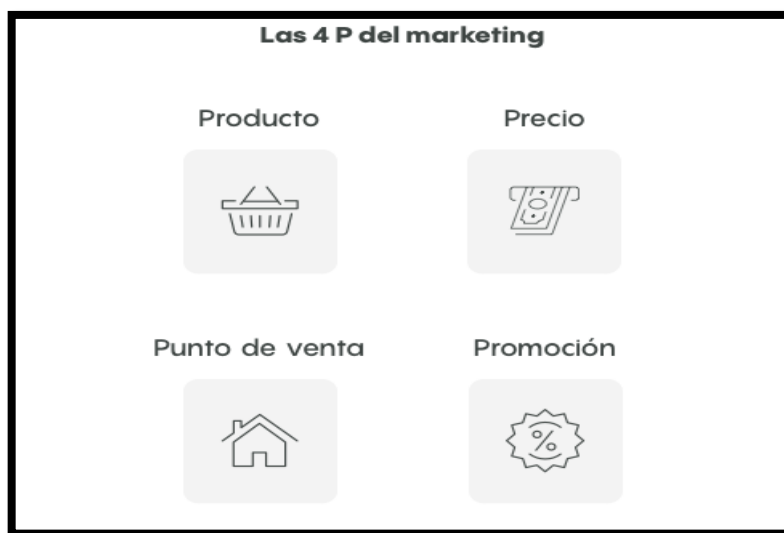 Las 4 P del marketing
Producto
Precio
Punto de venta
Promoción
%